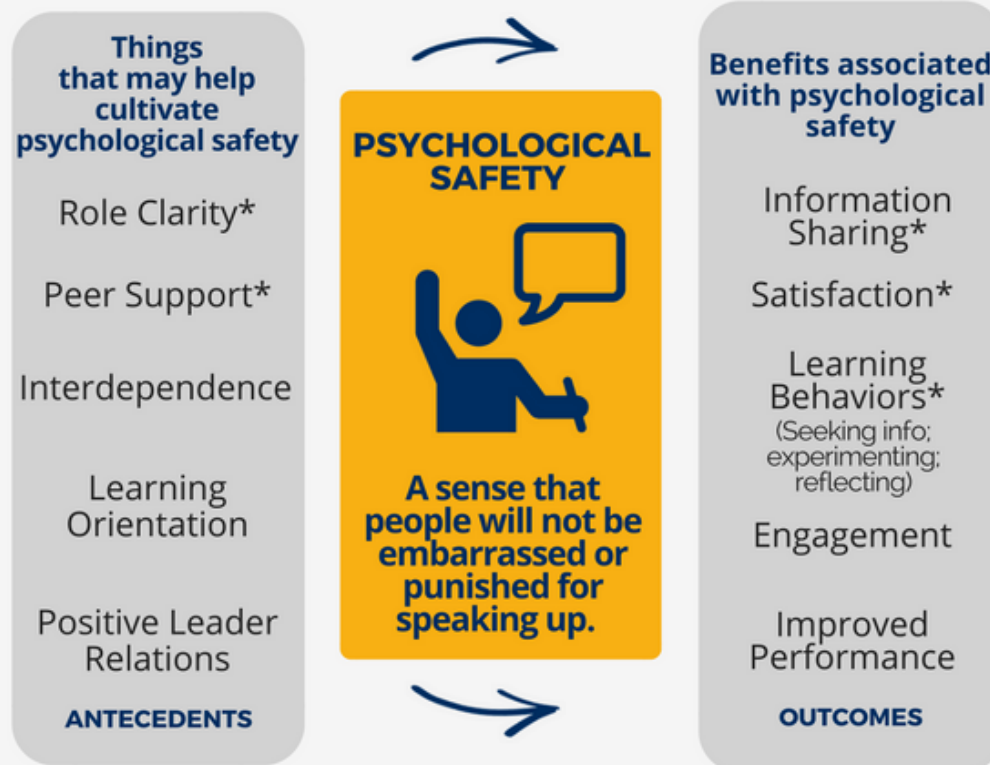 Things
that may help
cultivate
psychological safety
Role Clarity*
Peer Support*
Interdependence
Learning
Orientation
Positive Leader
Relations
ANTECEDENTS
PSYCHOLOGICAL
SAFETY
A sense that
people will not be
embarrassed or
punished for
speaking up.
Benefits associated
with psychological
safety
Information
Sharing*
Satisfaction*
Learning
Behaviors*
(Seeking info;
experimenting;
reflecting)
Engagement
Improved
Performance
OUTCOMES